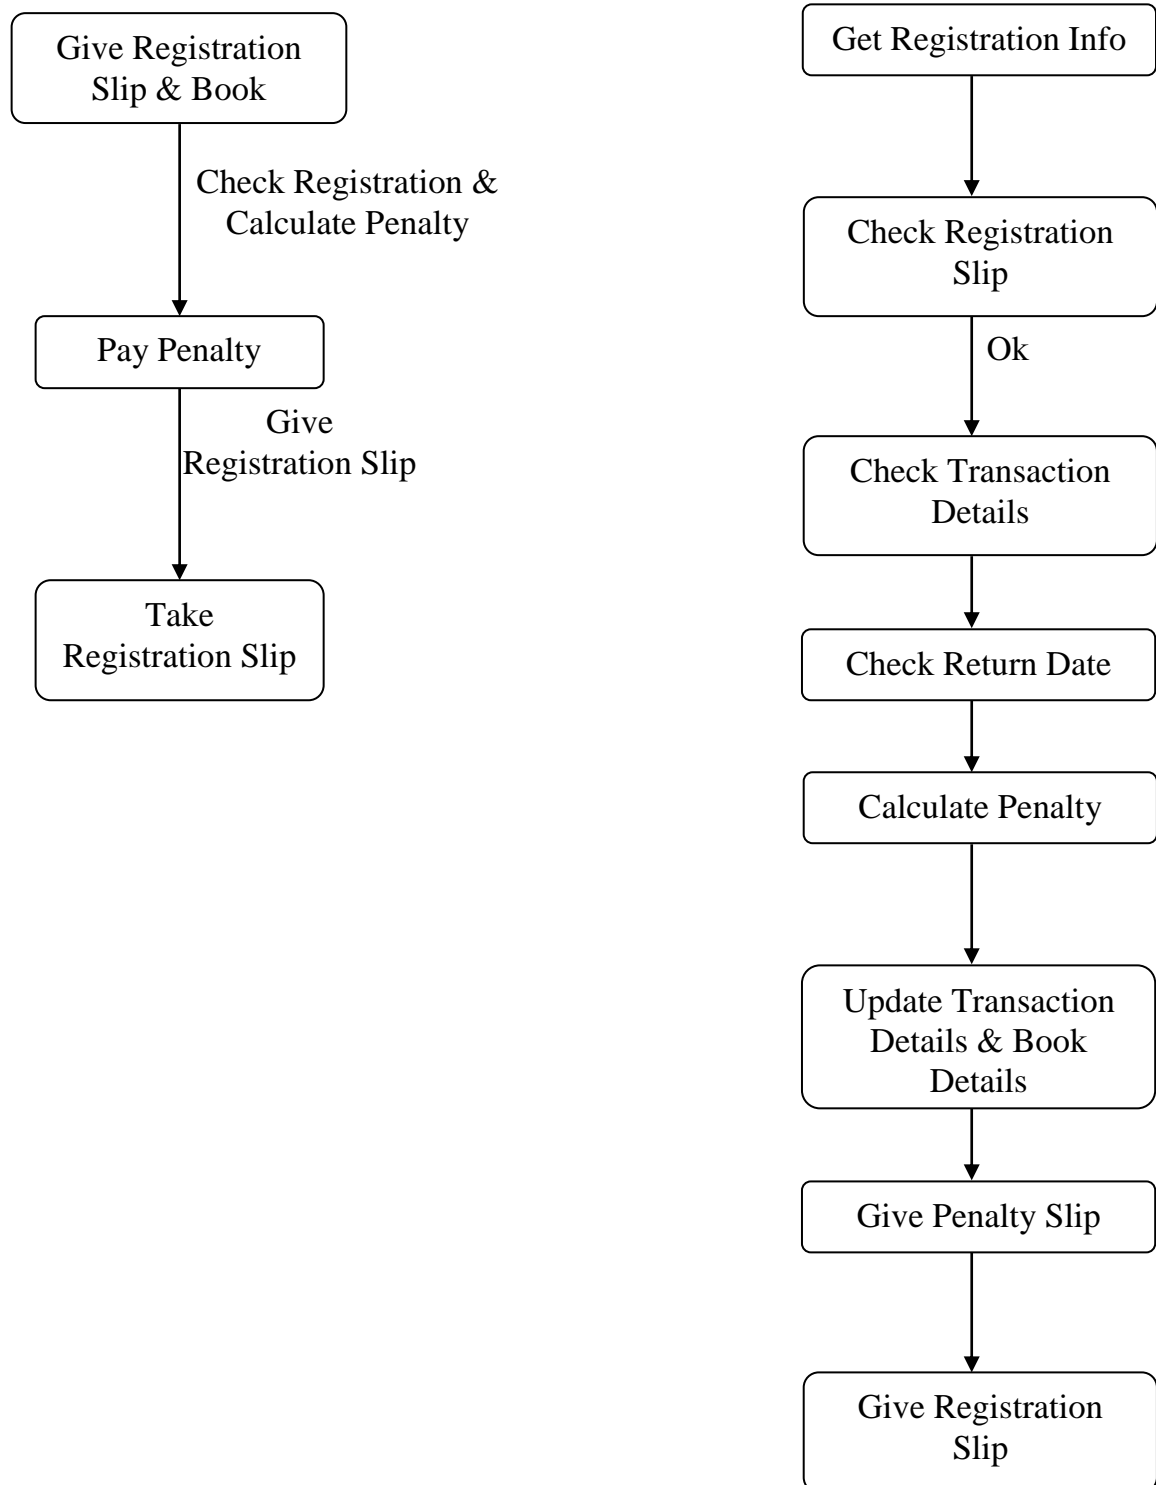 Give Registration
Slip & Book
Check Registration &
Calculate Penalty
Pay Penalty
Give
Registration Slip
Take
Registration Slip
Get Registration Info
Check Registration
Slip
Ok
Check Transaction
Details
Check Return Date
Calculate Penalty
Update Transaction
Details & Book
Details
Give Penalty Slip
Give Registration
Slip